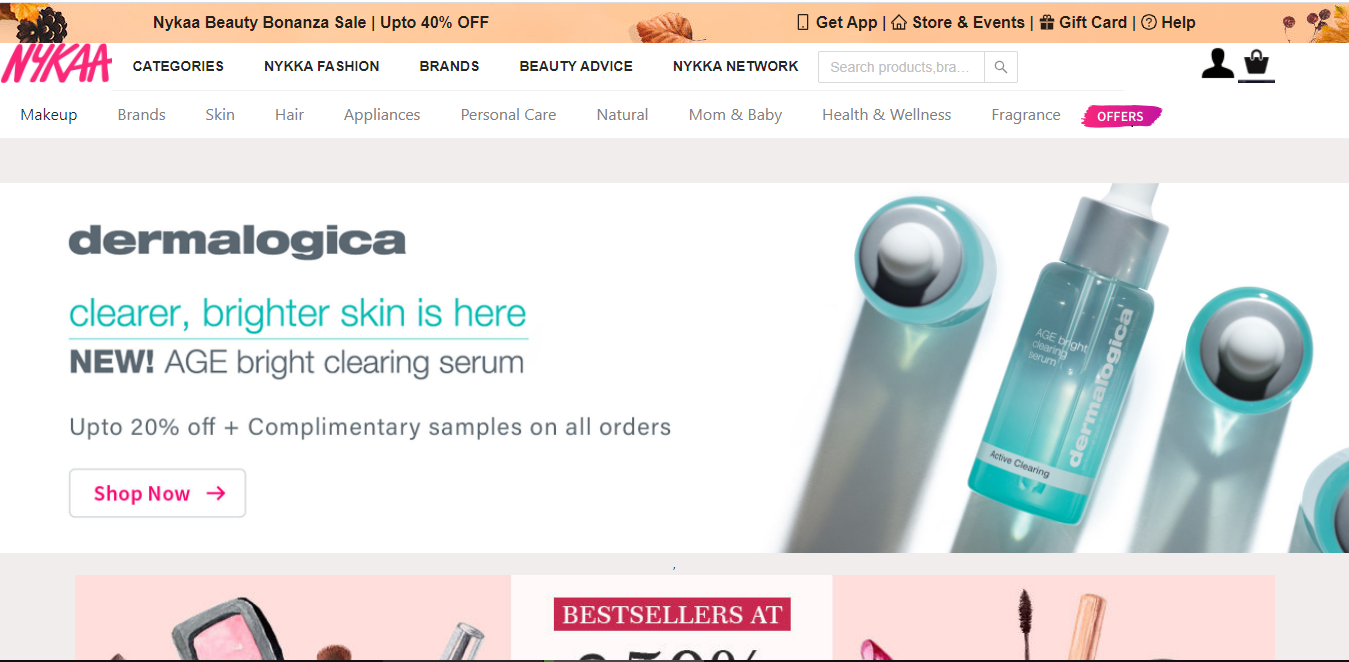 Nykaa Beauty Bonanza Sale | Upto 40% OFF
Get App | Store & Events | Gift Card | Help
NYKAA
CATEGORIES NYKKA FASHION BRANDS BEAUTY ADVICE NYKKA NETWORK Search products,bra...
Makeup Brands Skin Hair Appliances Personal Care Natural Mom & Baby Health & Wellness Fragrance OFFERS
dermalogica
clearer, brighter skin is here
NEW! AGE bright clearing serum
Upto 20% off + Complimentary samples on all orders
Shop Now →
AGE bright
clearing
serum
dermalogica
Active Clearing
,
BESTSELLERS AT